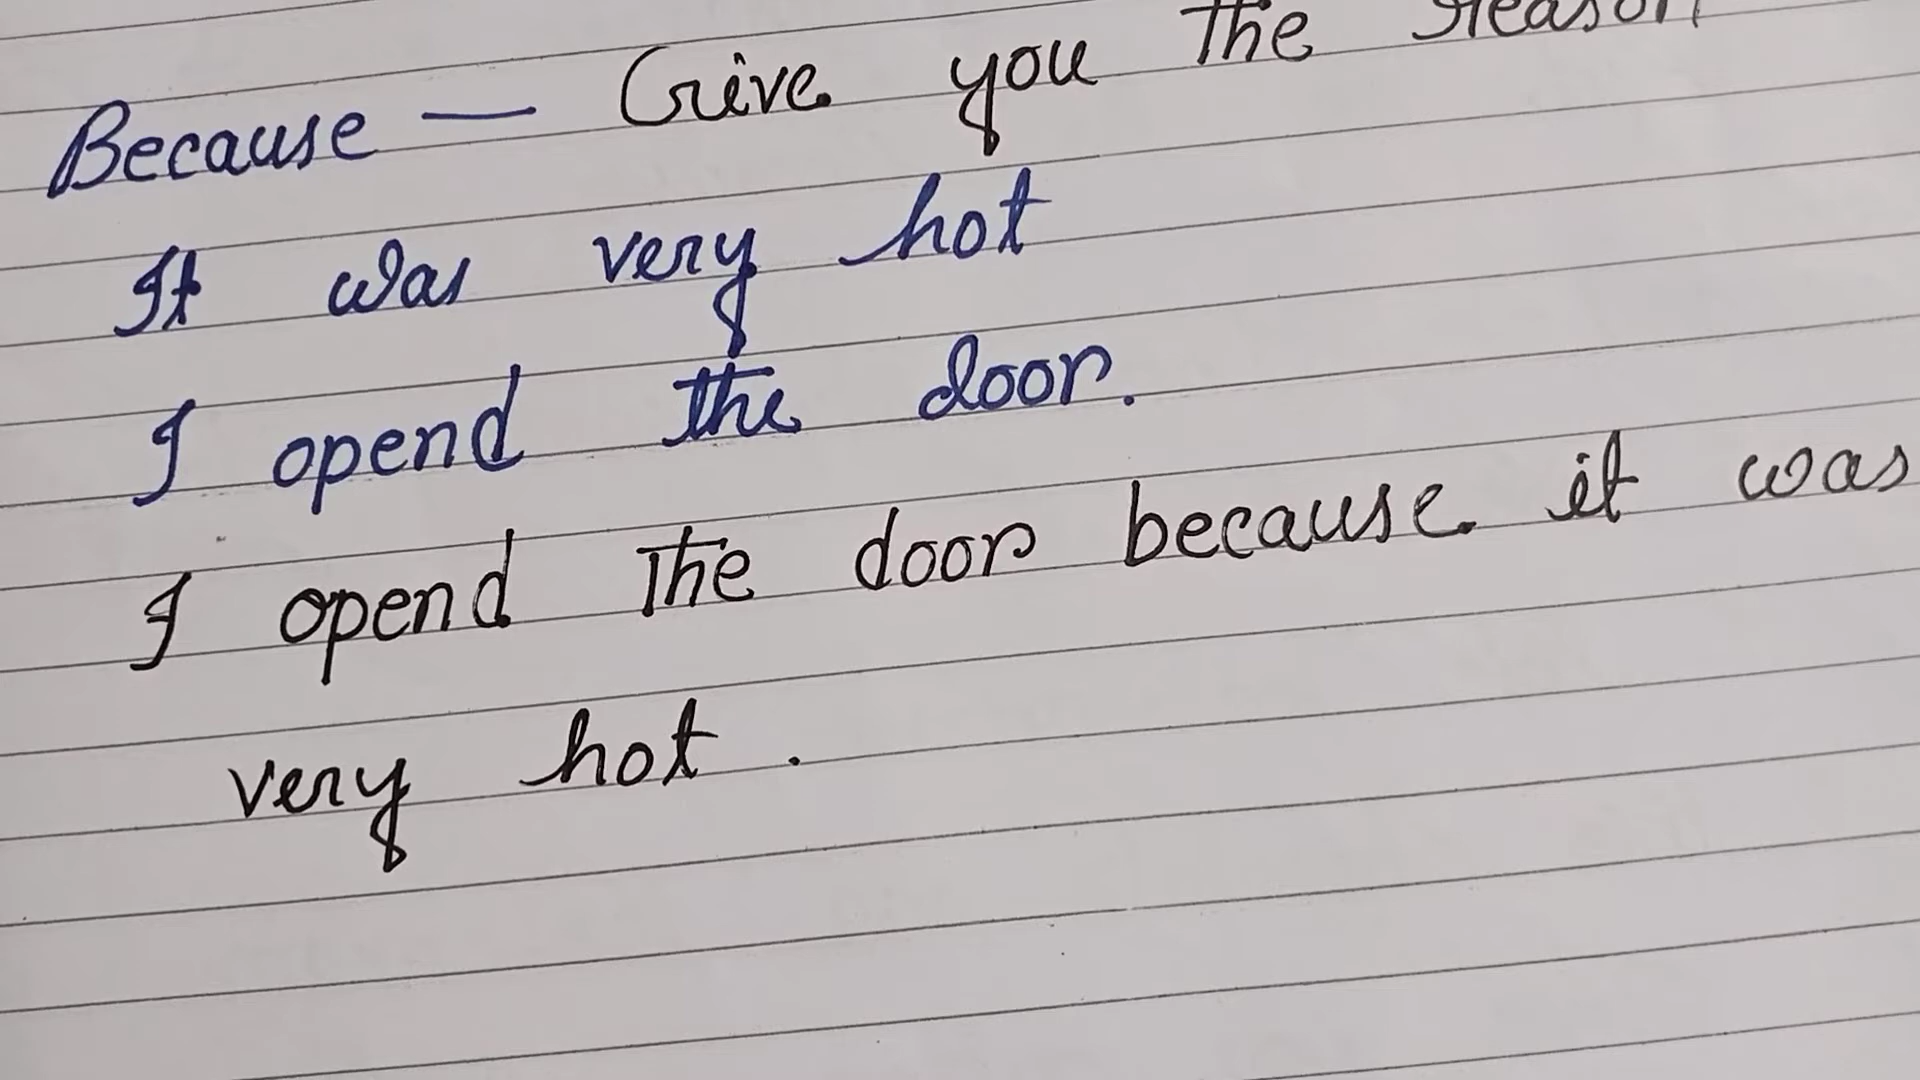 Because — Give you the reason
It was very hot
I opend the door.
I opend the door because it was
very hot.